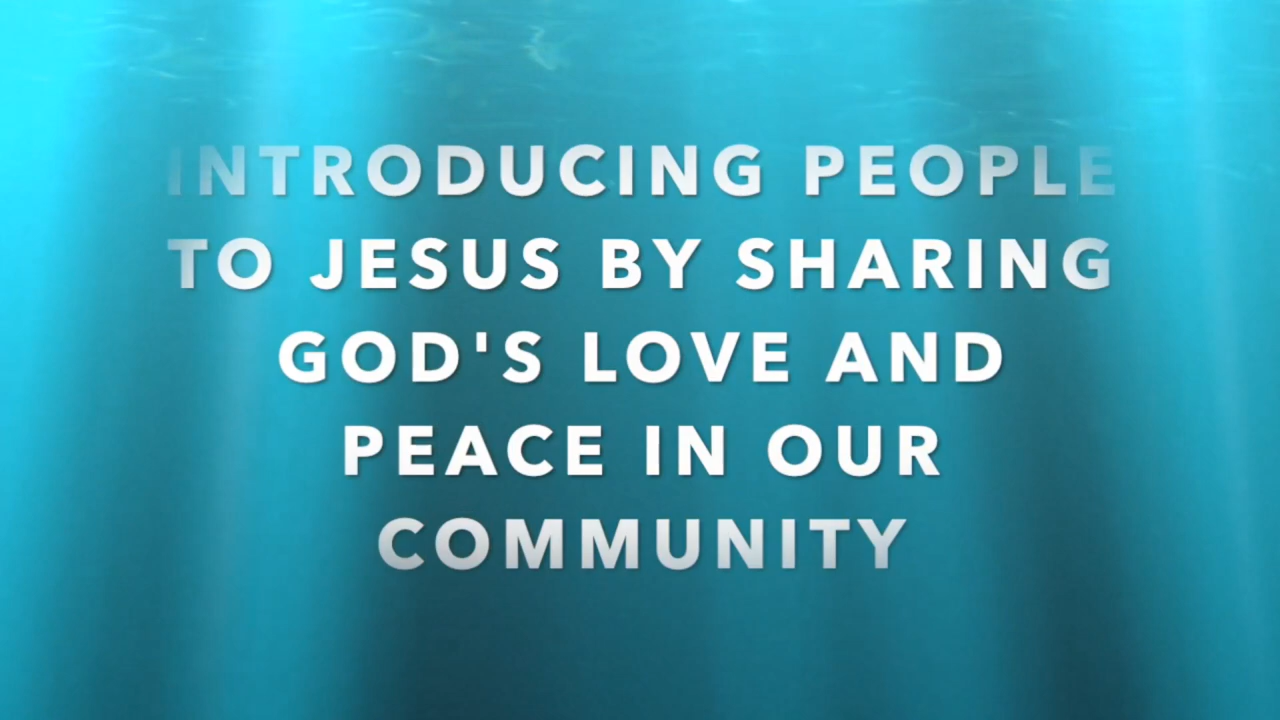 INTRODUCING PEOPLE
TO JESUS BY SHARING
GOD'S LOVE AND
PEACE IN OUR
COMMUNITY